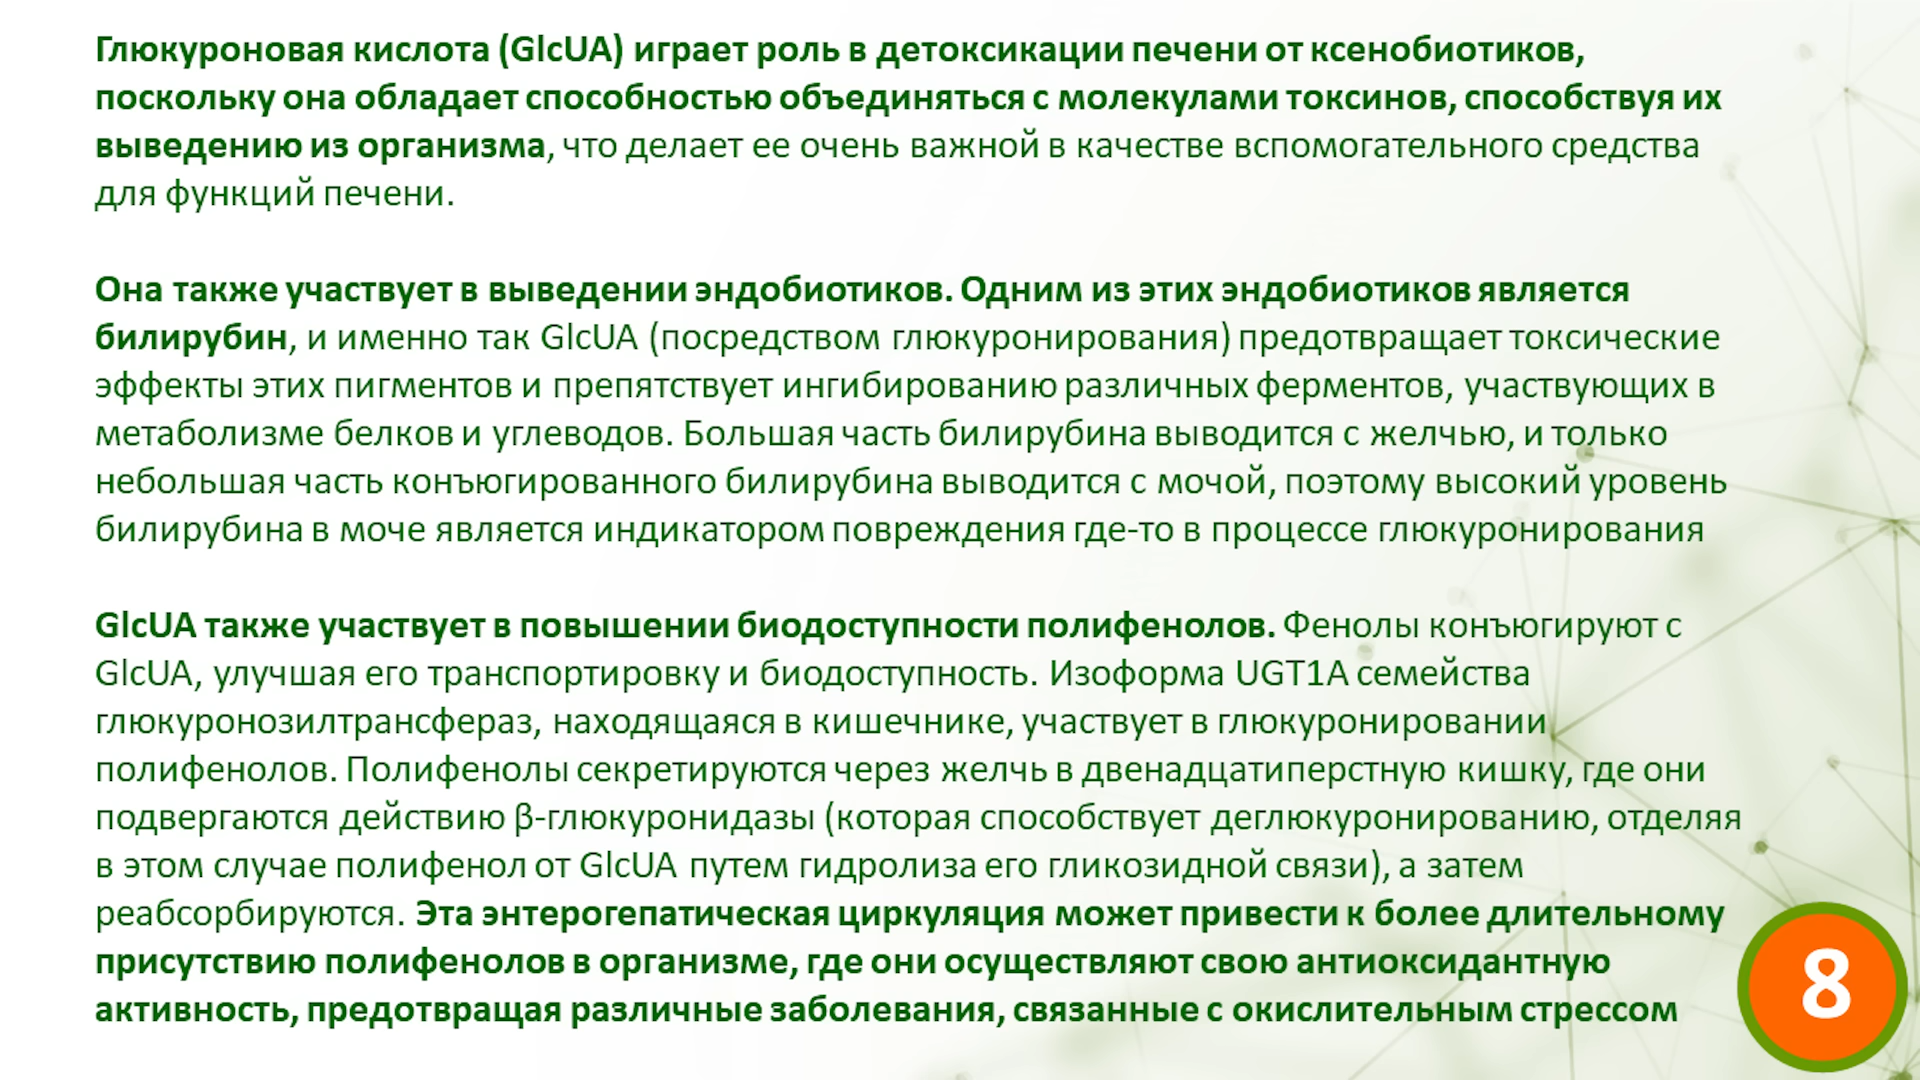 Глюкуроновая кислота (GlcUA) играет роль в детоксикации печени от ксенобиотиков,
поскольку она обладает способностью объединяться с молекулами токсинов, способствуя их
выведению из организма, что делает ее очень важной в качестве вспомогательного средства
для функций печени.
Она также участвует в выведении эндобиотиков. Одним из этих эндобиотиков является
билирубин, и именно так GlcUA (посредством глюкуронирования) предотвращает токсические
эффекты этих пигментов и препятствует ингибированию различных ферментов, участвующих в
метаболизме белков и углеводов. Большая часть билирубина выводится с желчью, и только
небольшая часть конъюгированного билирубина выводится с мочой, поэтому высокий уровень
билирубина в моче является индикатором повреждения где-то в процессе глюкуронирования
GlcUA также участвует в повышении биодоступности полифенолов. Фенолы конъюгируют с
GlcUA, улучшая его транспортировку и биодоступность. Изоформа UGT1A семейства
глюкуронозилтрансфераз, находящаяся в кишечнике, участвует в глюкуронировании
полифенолов. Полифенолы секретируются через желчь в двенадцатиперстную кишку, где они
подвергаются действию β-глюкуронидазы (которая способствует деглюкуронированию, отделяя
в этом случае полифенол от GlcUA путем гидролиза его гликозидной связи), а затем
реабсорбируются. Эта энтерогепатическая циркуляция может привести к более длительному
присутствию полифенолов в организме, где они осуществляют свою антиоксидантную
активность, предотвращая различные заболевания, связанные с окислительным стрессом
8